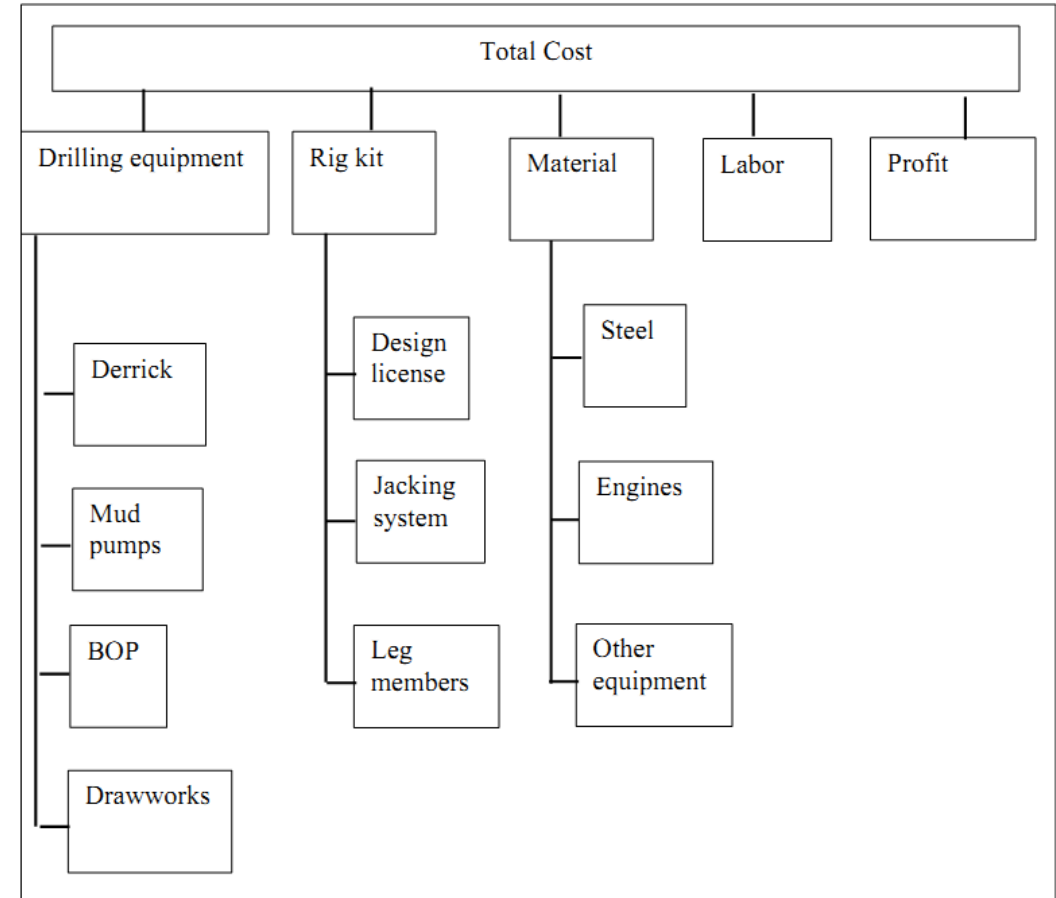 Total Cost
Drilling equipment
Rig kit
Material
Labor
Profit
Derrick
Mud
pumps
BOP
Drawworks
Design
license
Jacking
system
Leg
members
Steel
Engines
Other
equipment